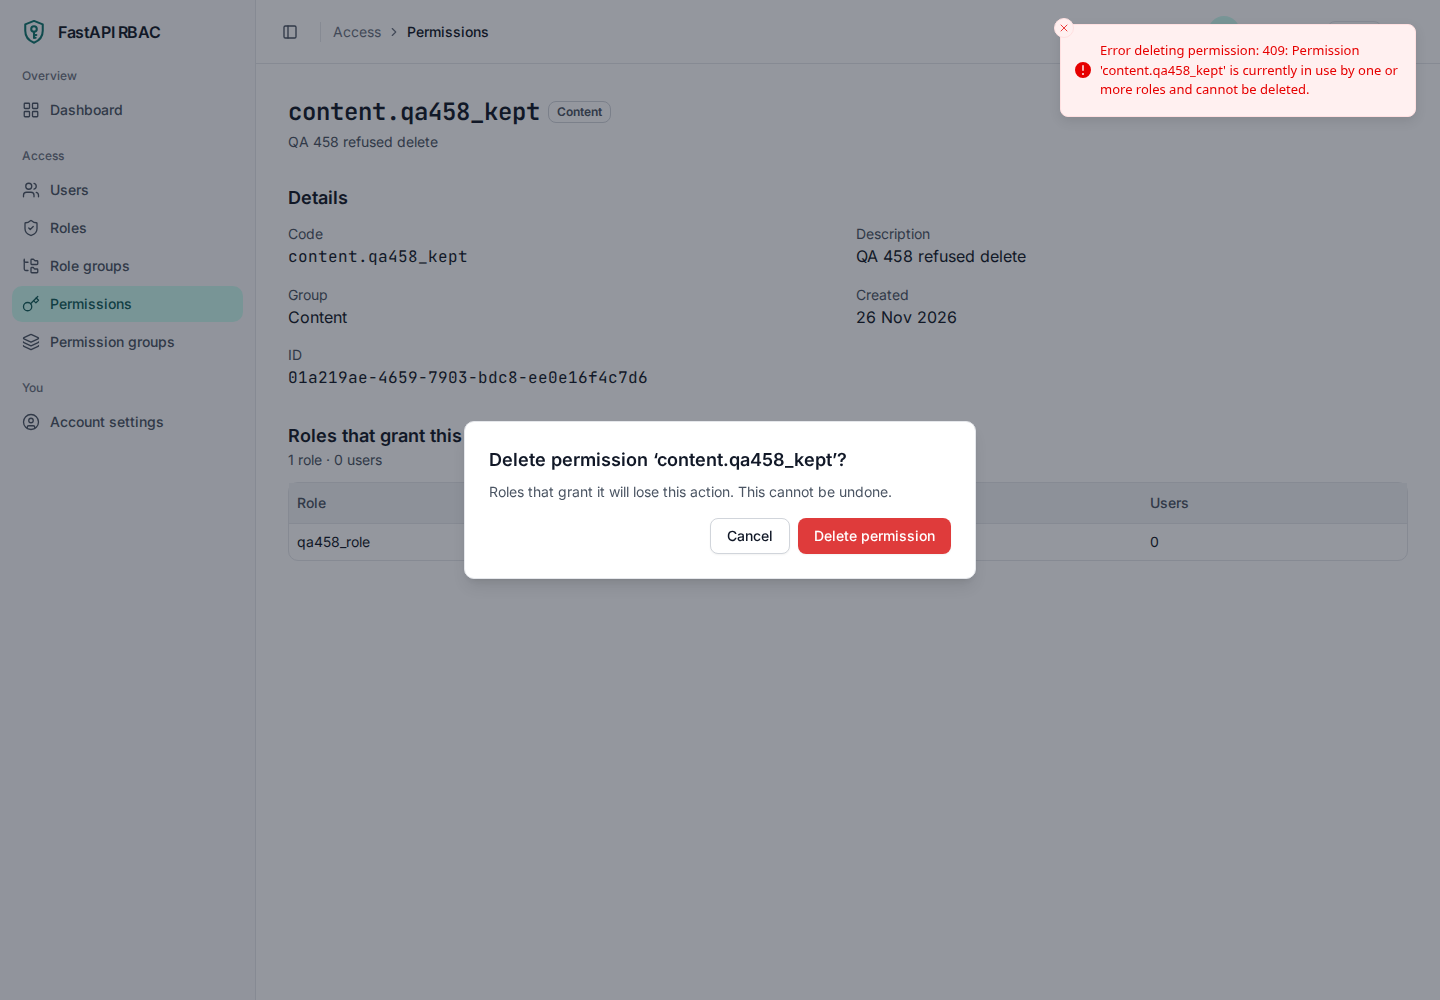 FastAPI RBAC
Overview
Dashboard
Access
Users
Roles
Role groups
Permissions
Permission groups
You
Account settings
Access > Permissions
Error deleting permission: 409: Permission
'content.qa458_kept' is currently in use by one or
more roles and cannot be deleted.
content.qa458_kept Content
QA 458 refused delete
Details
Code
content.qa458_kept
Description
QA 458 refused delete
Group
Content
Created
26 Nov 2026
ID
01a219ae-4659-7903-bdc8-ee0e16f4c7d6
Roles that grant this
1 role · 0 users
Role Users
qa458_role 0
Delete permission ‘content.qa458_kept’?
Roles that grant it will lose this action. This cannot be undone.
Cancel Delete permission